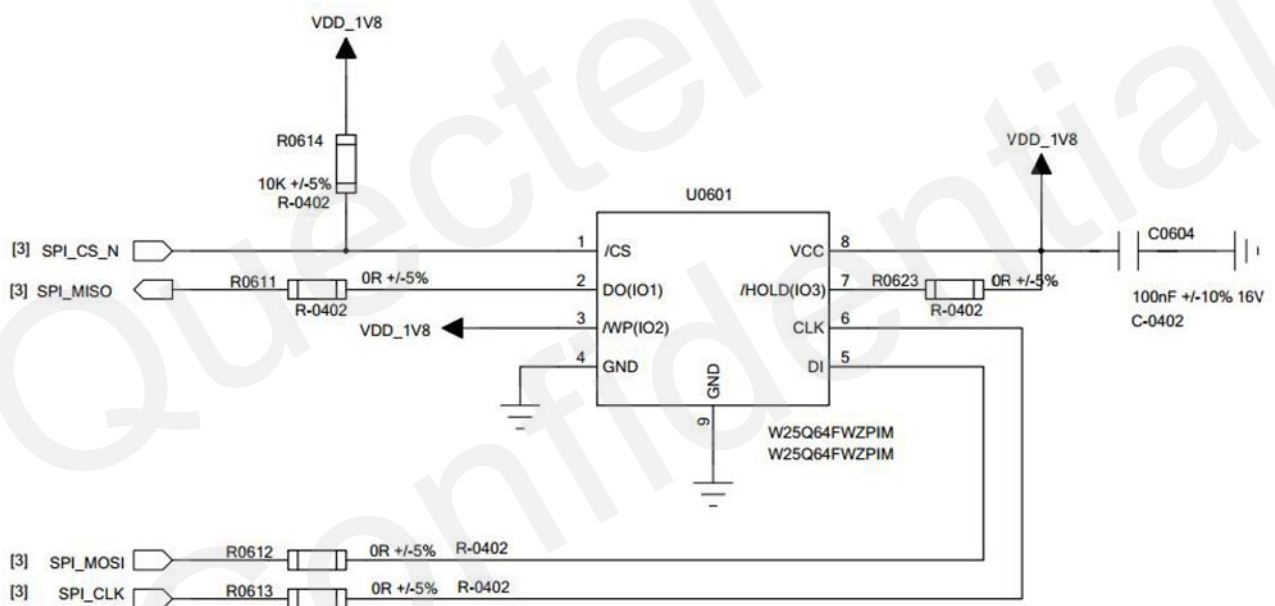 VDD_1V8
R0614
10K +/-5%
R-0402
VDD_1V8
U0601
[3] SPI_CS_N 1 /CS VCC 8 C0604
[3] SPI_MISO R0611 0R +/-5% 2 DO(IO1) /HOLD(IO3) 7 R0623 0R +/-5%
R-0402 R-0402 100nF +/-10% 16V
C-0402
VDD_1V8 3 /WP(IO2) CLK 6
4 GND DI 5
GND
9
W25Q64FWZPIM
W25Q64FWZPIM
[3] SPI_MOSI R0612 0R +/-5% R-0402
[3] SPI_CLK R0613 0R +/-5% R-0402
Quectel
Confidential